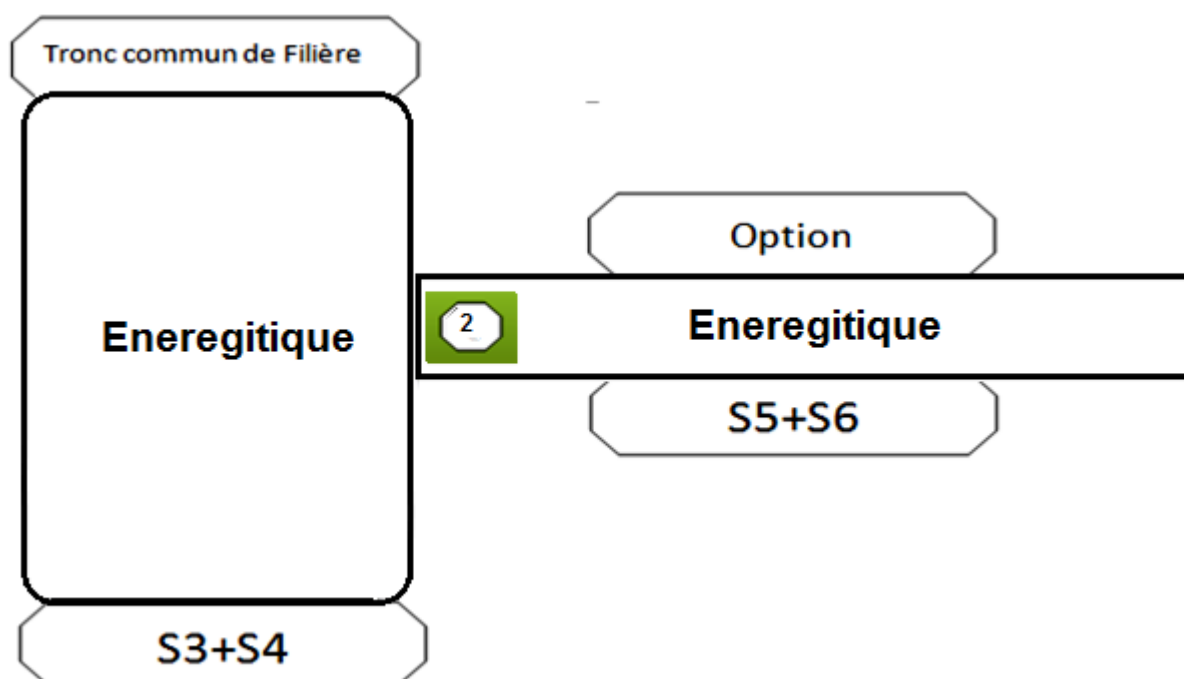 Tronc commun de Filière
Eneregitique
S3+S4
Option
2
Eneregitique
S5+S6